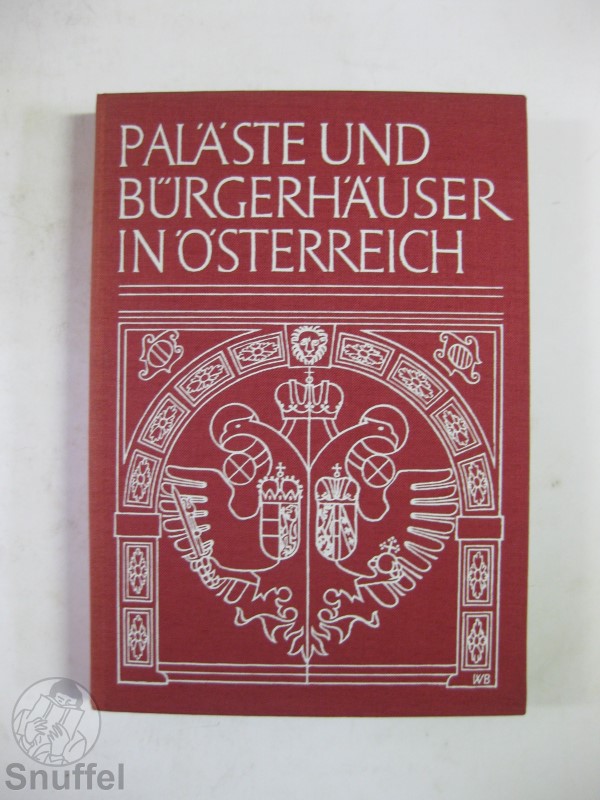 PALÄSTE UND
BÜRGERHÄUSER
IN ÖSTERREICH
WB
Snuffel